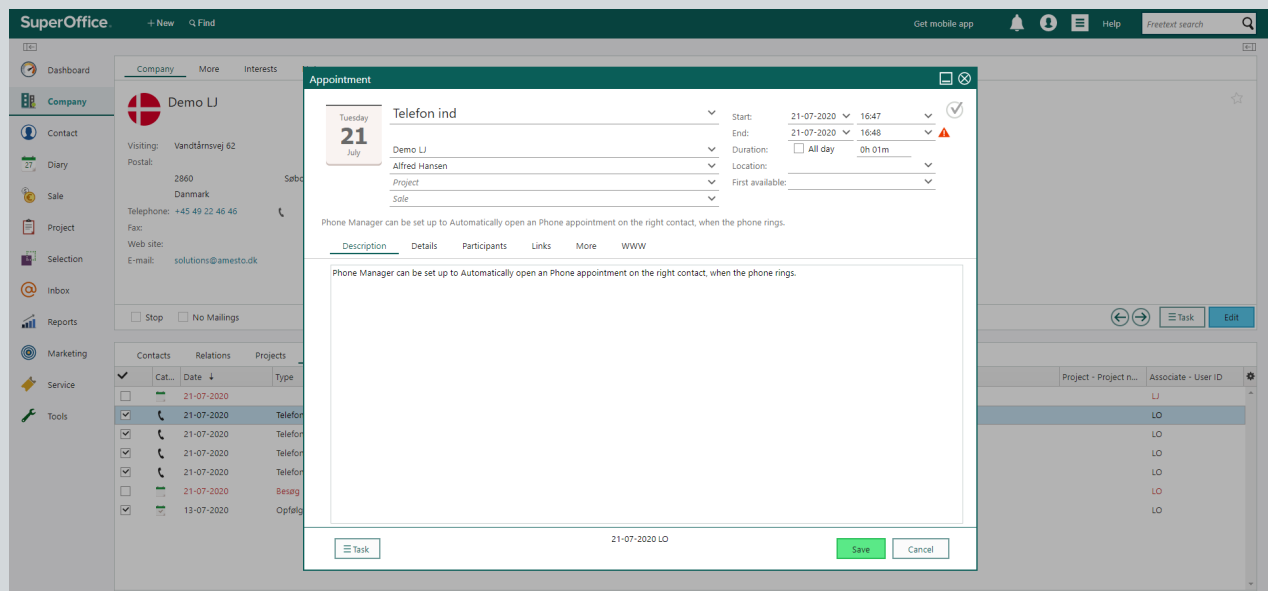 SuperOffice.
+ New
Find
Get mobile app
Help
Freetext search
Dashboard
Company
Contact
27
Diary
Sale
Project
Selection
Inbox
Reports
Marketing
Service
Tools
Company More Interests
Demo LJ
Visiting: Vandtårnsvej 62
Postal:
2860 Søbo
Danmark
Telephone: +45 49 22 46 46
Fax:
Web site:
E-mail: solutions@amesto.dk
Stop No Mailings
Task Edit
Appointment
Tuesday
21
July
Telefon ind
Demo LJ
Alfred Hansen
Project
Sale
Start: 21-07-2020 16:47
End: 21-07-2020 16:48
Duration: All day 0h 01m
Location:
First available:
Phone Manager can be set up to Automatically open an Phone appointment on the right contact, when the phone rings.
Description Details Participants Links More WWW
Phone Manager can be set up to Automatically open an Phone appointment on the right contact, when the phone rings.
21-07-2020 LO
Task Save Cancel
Contacts Relations Projects
Cat... Date Type Project - Project n... Associate - User ID
21-07-2020 LJ
21-07-2020 Telefon LO
21-07-2020 Telefon LO
21-07-2020 Telefon LO
21-07-2020 Telefon LO
21-07-2020 Besøg LO
13-07-2020 Opfølg LO